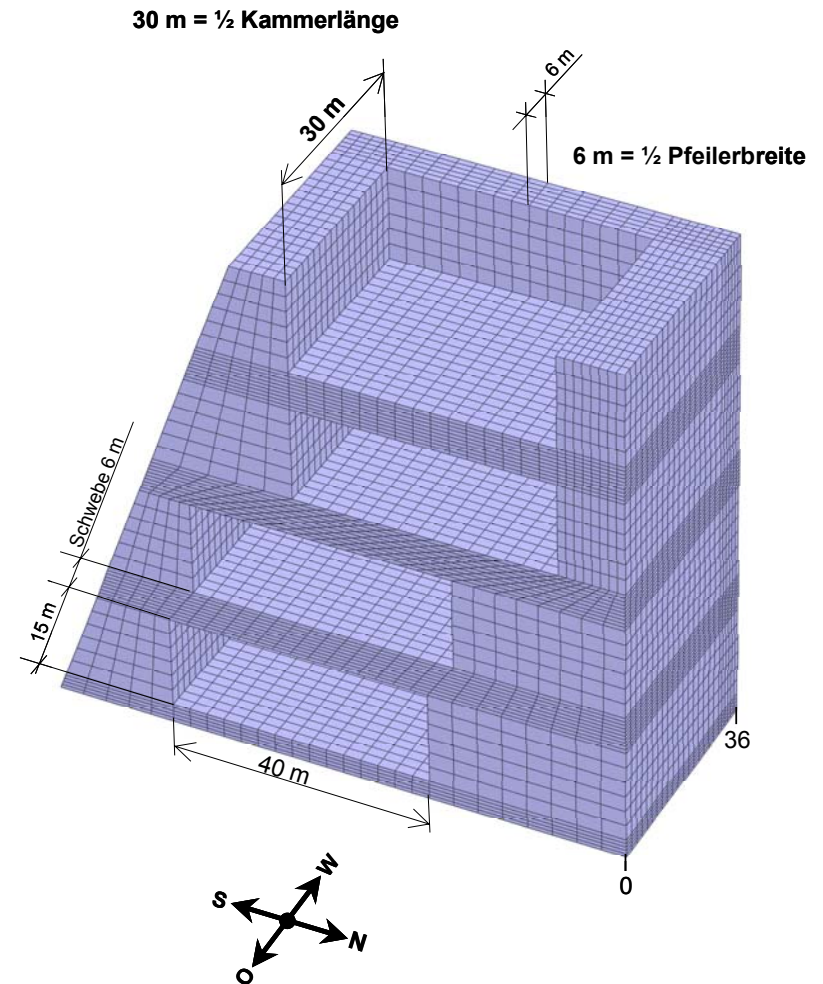 30 m = ½ Kammerlänge
6 m
30 m
6 m = ½ Pfeilerbreite
Schwebe 6 m
15 m
40 m
36
0
W
S
N
O